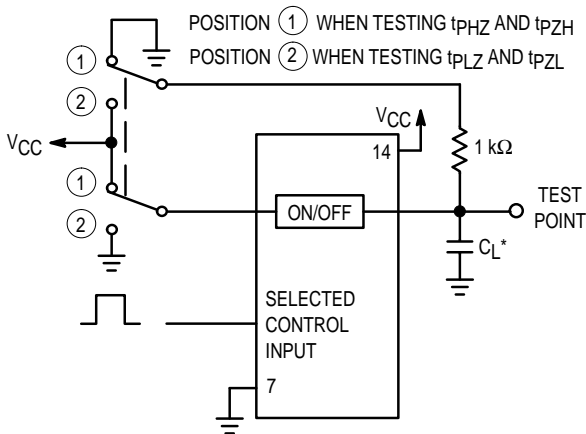 POSITION 1 WHEN TESTING tPHZ AND tPZH
POSITION 2 WHEN TESTING tPLZ AND tPZL
1
2
VCC
1
2
VCC
14
1 kΩ
TEST
POINT
ON/OFF
CL*
SELECTED
CONTROL
INPUT
7